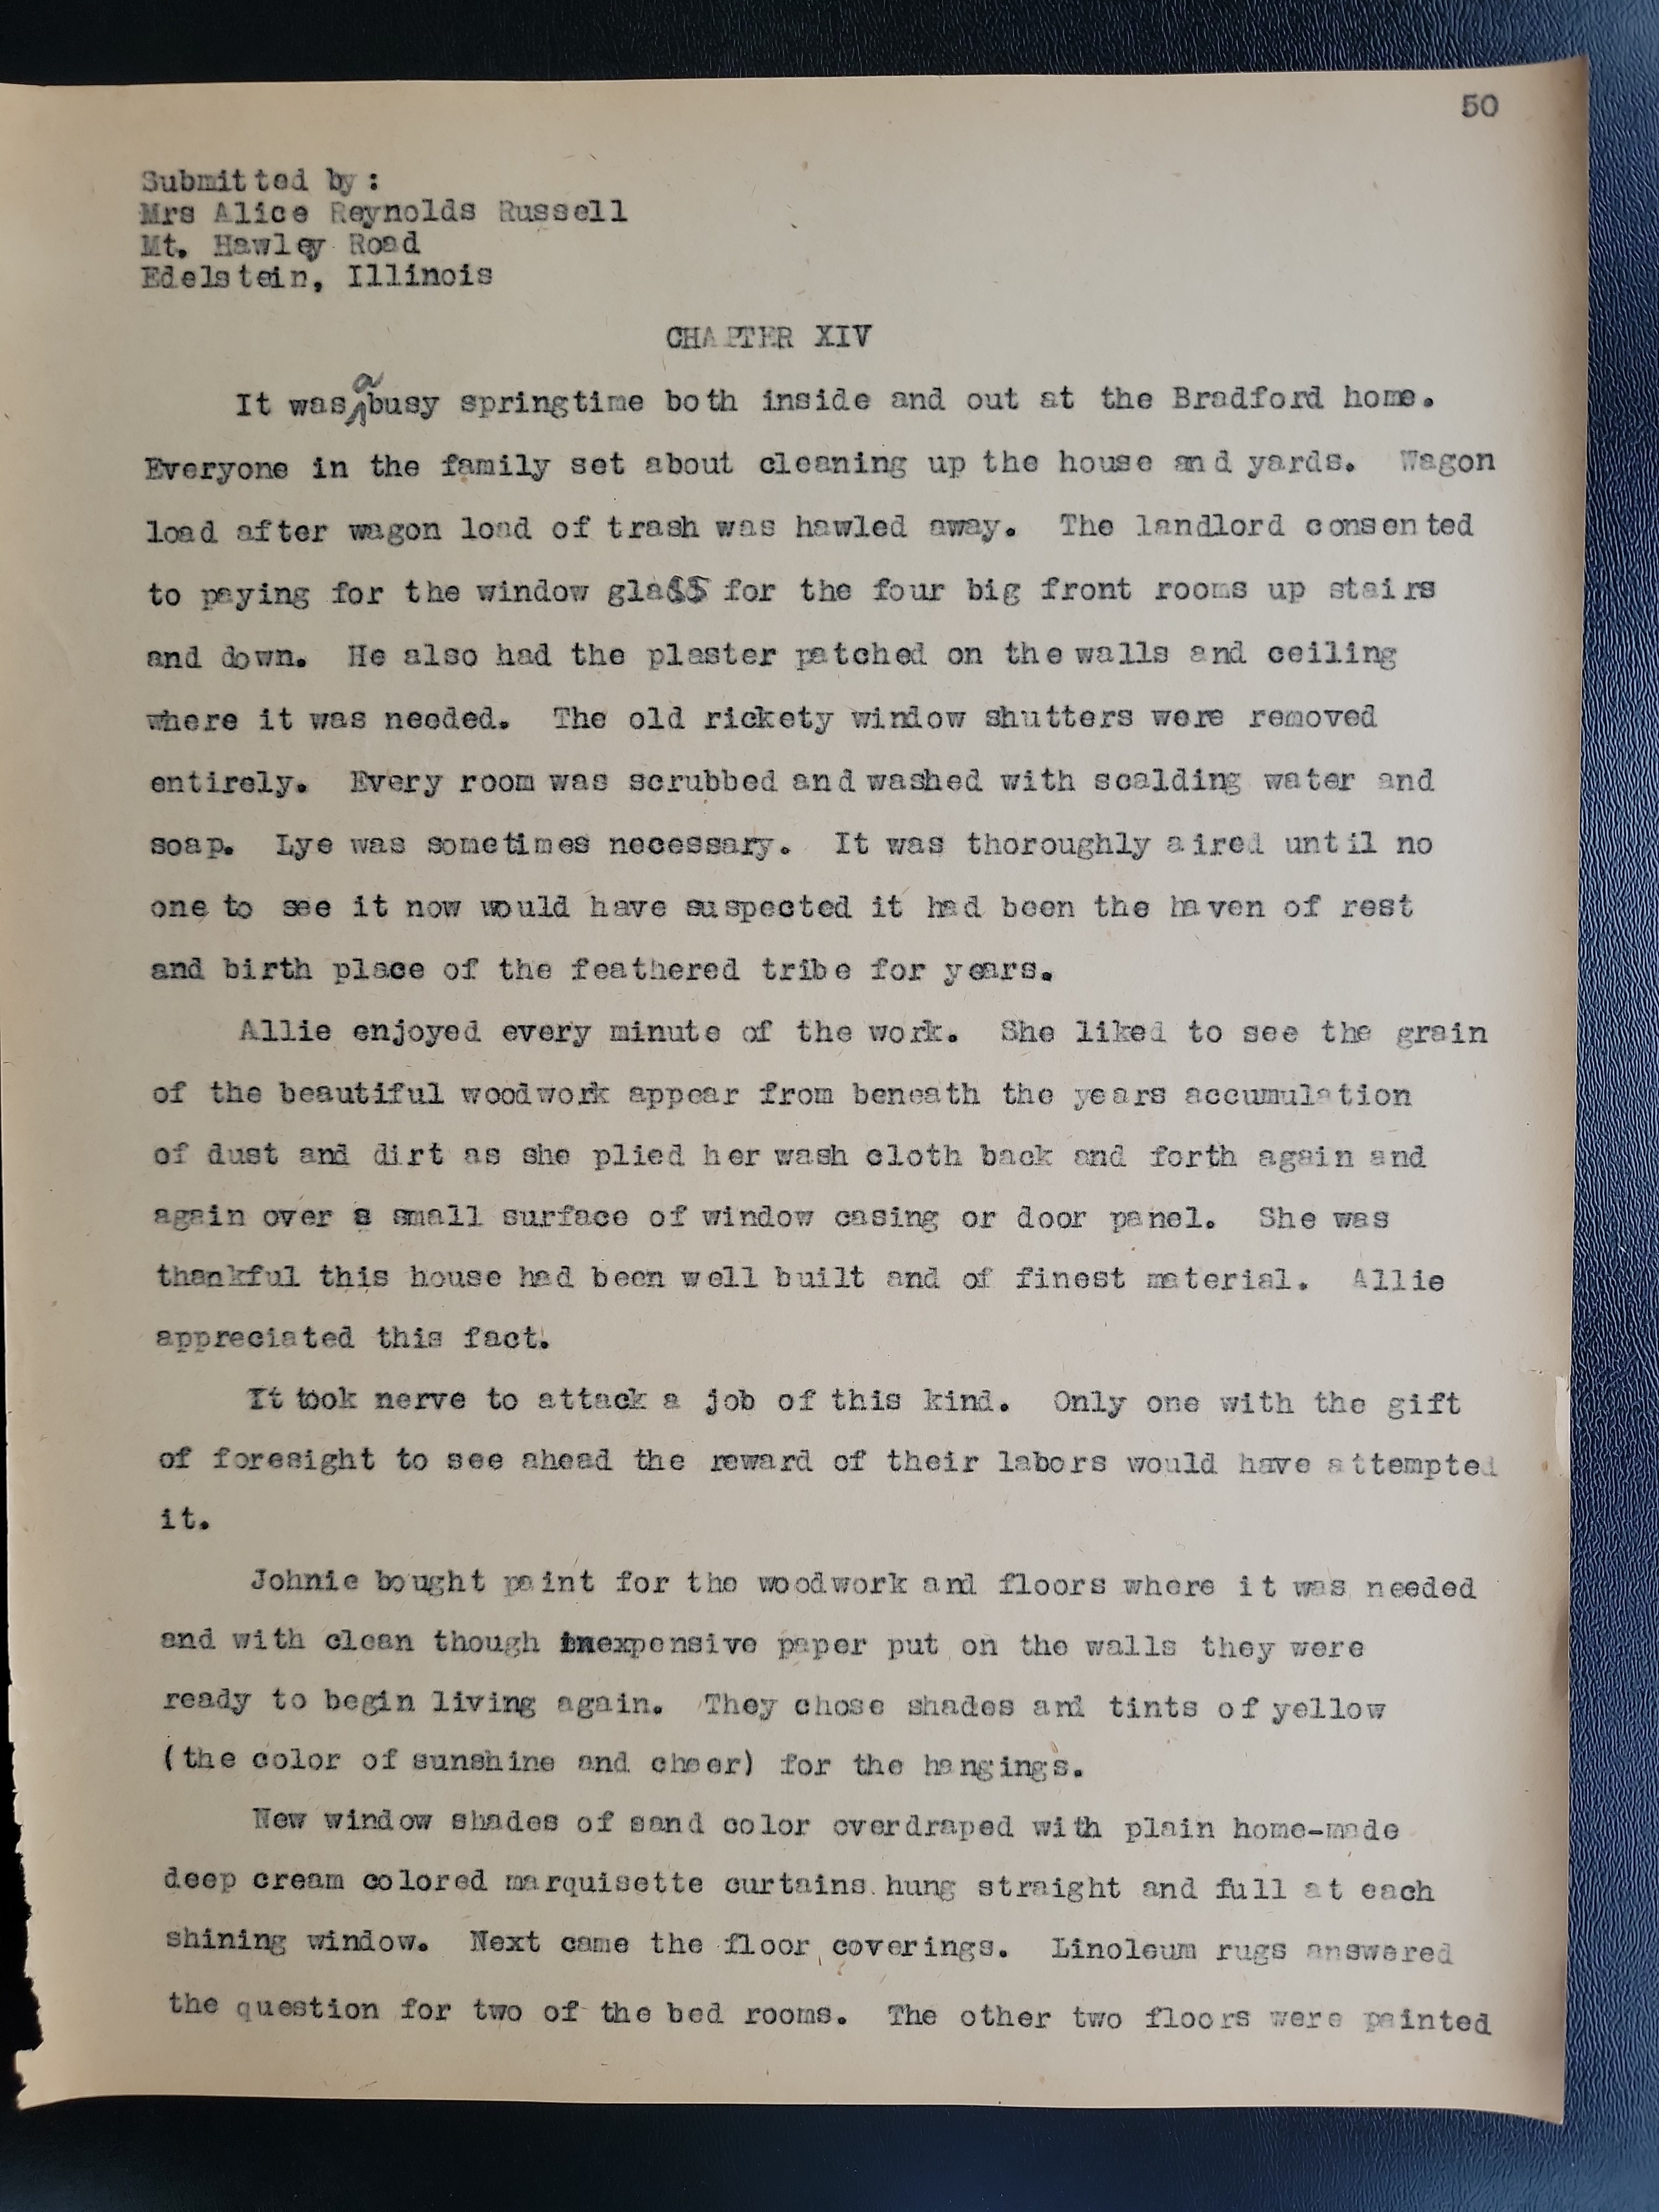 50
Submitted by:
Mrs Alice Reynolds Russell
Mt. Hawley Road
Edelstein, Illinois
CHAPTER XIV
It was a busy springtime both inside and out at the Bradford home.
Everyone in the family set about cleaning up the house and yards. Wagon
load after wagon load of trash was hawled away. The landlord consented
to paying for the window glass for the four big front rooms up stairs
and down. He also had the plaster patched on the walls and ceiling
where it was needed. The old rickety window shutters were removed
entirely. Every room was scrubbed and washed with scalding water and
soap. Lye was sometimes necessary. It was thoroughly aired until no
one to see it now would have suspected it had been the haven of rest
and birth place of the feathered tribe for years.
Allie enjoyed every minute of the work. She liked to see the grain
of the beautiful woodwork appear from beneath the years accumulation
of dust and dirt as she plied her wash cloth back and forth again and
again over a small surface of window casing or door panel. She was
thankful this house had been well built and of finest material. Allie
appreciated this fact.
It took nerve to attack a job of this kind. Only one with the gift
of foresight to see ahead the reward of their labors would have attempted
it.
Johnie bought paint for the woodwork and floors where it was needed
and with clean though inexpensive paper put on the walls they were
ready to begin living again. They chose shades and tints of yellow
(the color of sunshine and cheer) for the hangings.
New window shades of sand color overdraped with plain home-made
deep cream colored marquisette curtains hung straight and full at each
shining window. Next came the floor coverings. Linoleum rugs answered
the question for two of the bed rooms. The other two floors were painted